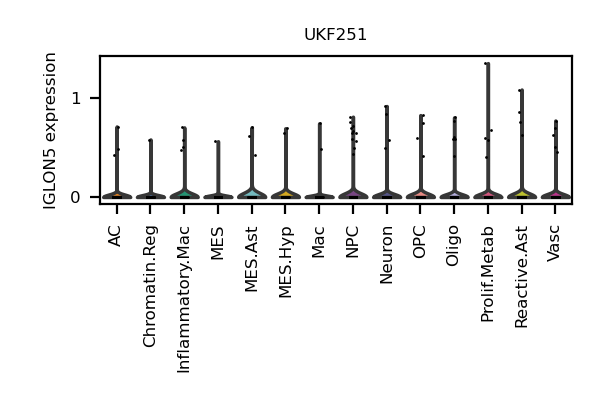 UKF251
IGLON5 expression
1
0
AC
Chromatin.Reg
Inflammatory.Mac
MES
MES.Ast
MES.Hyp
Mac
NPC
Neuron
OPC
Oligo
Prolif.Metab
Reactive.Ast
Vasc